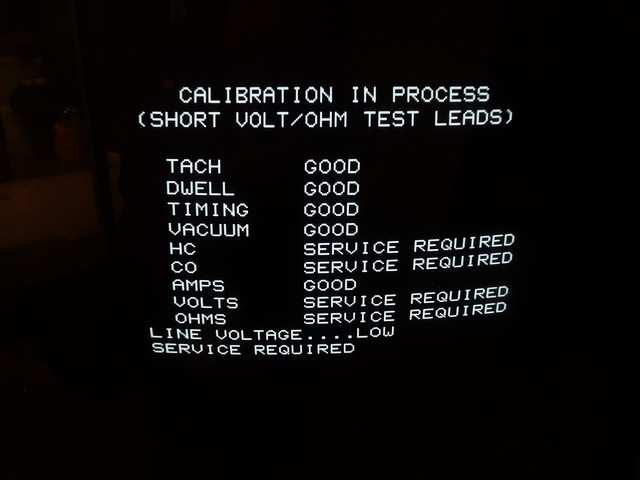 CALIBRATION IN PROCESS
(SHORT VOLT/OHM TEST LEADS)
TACH GOOD
DWELL GOOD
TIMING GOOD
VACUUM GOOD
HC SERVICE REQUIRED
CO SERVICE REQUIRED
AMPS GOOD
VOLTS SERVICE REQUIRED
OHMS SERVICE REQUIRED
LINE VOLTAGE....LOW
SERVICE REQUIRED